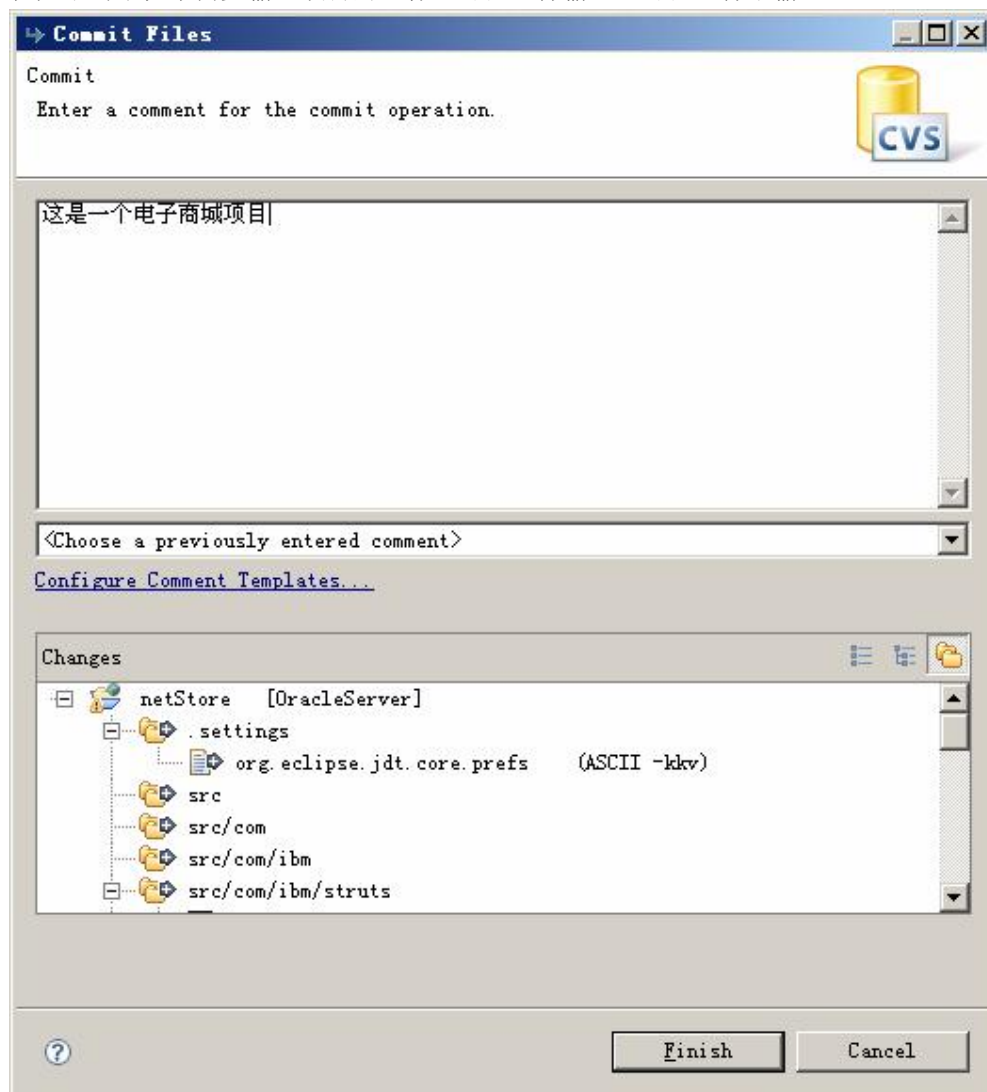 Commit Files
Commit
Enter a comment for the commit operation.
CVS
这是一个电子商城项目
<Choose a previously entered comment>
Configure Comment Templates...
Changes
netStore [OracleServer]
.settings
org.eclipse.jdt.core.prefs (ASCII -kkv)
src
src/com
src/com/ibm
src/com/ibm/struts
Finish
Cancel